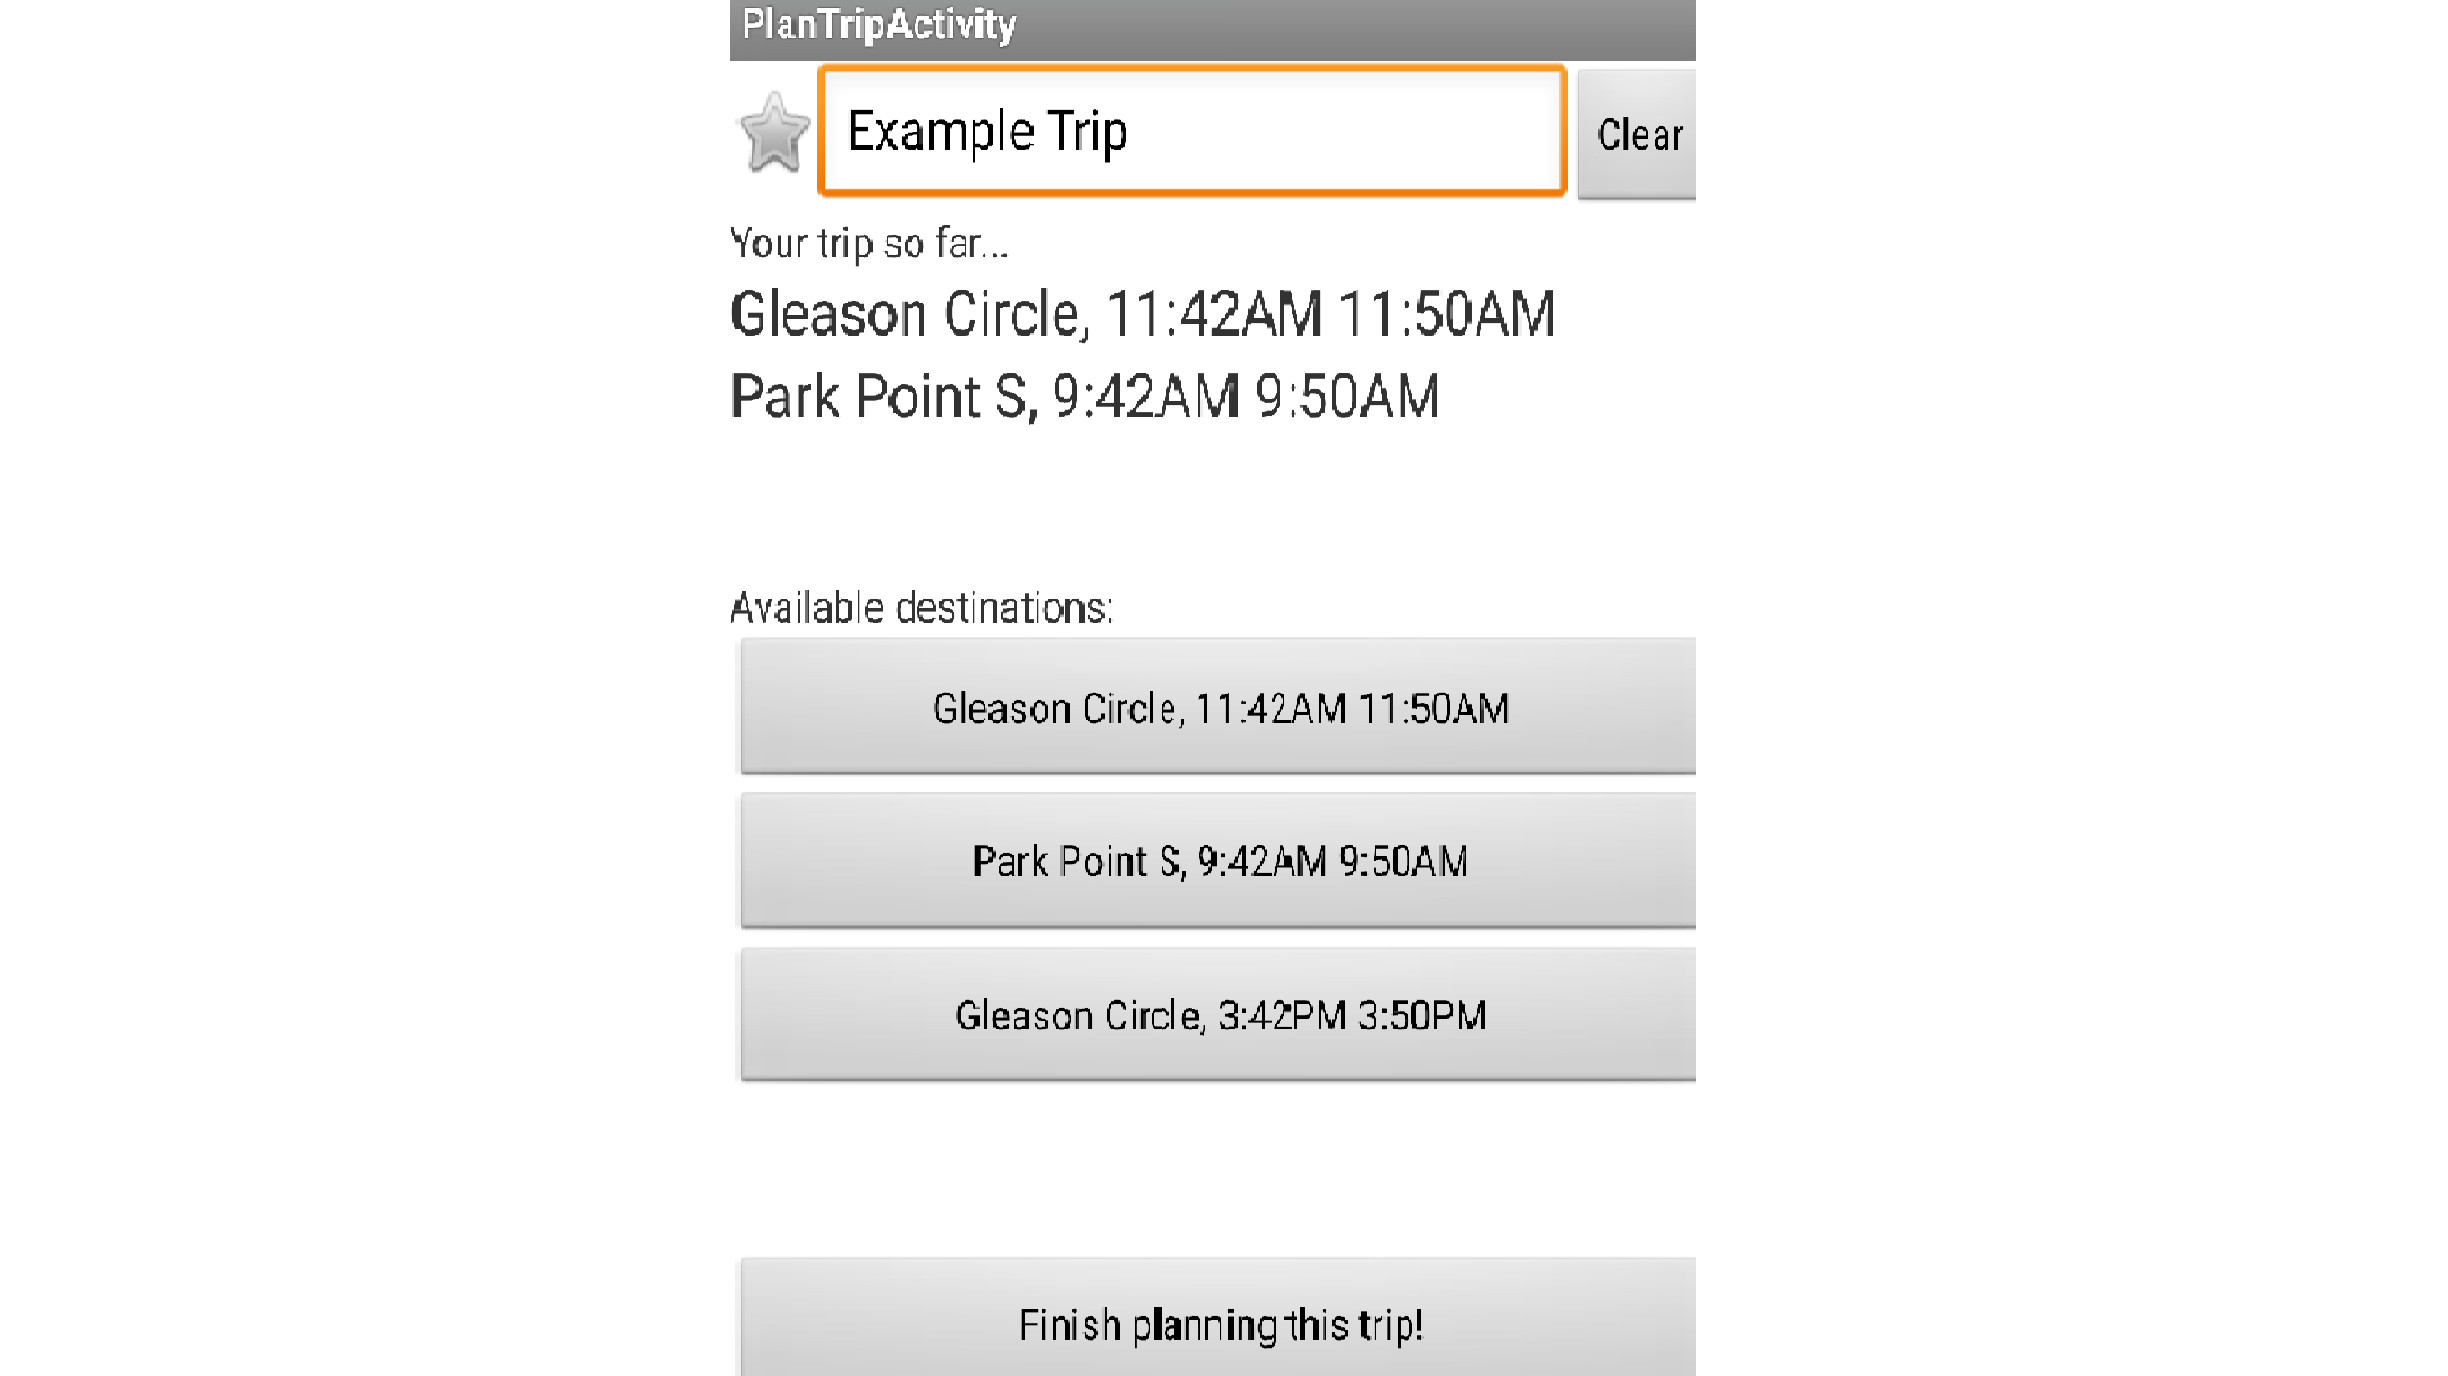 PlanTripActivity
Example Trip
Clear
Your trip so far...
Gleason Circle, 11:42AM 11:50AM
Park Point S, 9:42AM 9:50AM
Available destinations:
Gleason Circle, 11:42AM 11:50AM
Park Point S, 9:42AM 9:50AM
Gleason Circle, 3:42PM 3:50PM
Finish planning this trip!